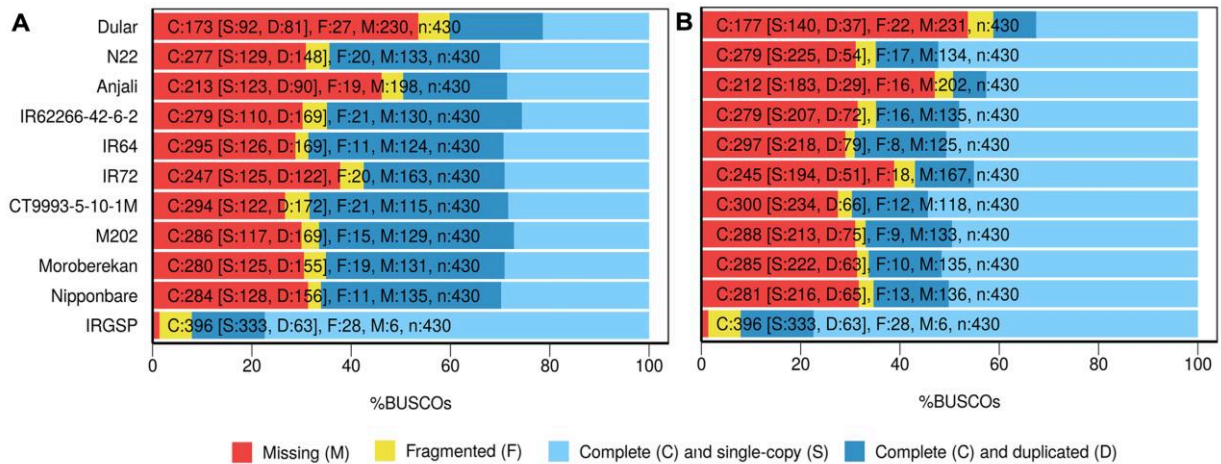 A
Dular
C:173 [S:92, D:81], F:27, M:230, n:430
N22
C:277 [S:129, D:148], F:20, M:133, n:430
Anjali
C:213 [S:123, D:90], F:19, M:198, n:430
IR62266-42-6-2
C:279 [S:110, D:169], F:21, M:130, n:430
IR64
C:295 [S:126, D:169], F:11, M:124, n:430
IR72
C:247 [S:125, D:122], F:20, M:163, n:430
CT9993-5-10-1M
C:294 [S:122, D:172], F:21, M:115, n:430
M202
C:286 [S:117, D:169], F:15, M:129, n:430
Moroberekan
C:280 [S:125, D:155], F:19, M:131, n:430
Nipponbare
C:284 [S:128, D:156], F:11, M:135, n:430
IRGSP
C:396 [S:333, D:63], F:28, M:6, n:430
0 20 40 60 80 100
%BUSCOs
B
C:177 [S:140, D:37], F:22, M:231, n:430
C:279 [S:225, D:54], F:17, M:134, n:430
C:212 [S:183, D:29], F:16, M:202, n:430
C:279 [S:207, D:72], F:16, M:135, n:430
C:297 [S:218, D:79], F:8, M:125, n:430
C:245 [S:194, D:51], F:18, M:167, n:430
C:300 [S:234, D:66], F:12, M:118, n:430
C:288 [S:213, D:75], F:9, M:133, n:430
C:285 [S:222, D:63], F:10, M:135, n:430
C:281 [S:216, D:65], F:13, M:136, n:430
C:396 [S:333, D:63], F:28, M:6, n:430
0 20 40 60 80 100
%BUSCOs
Missing (M) Fragmented (F) Complete (C) and single-copy (S) Complete (C) and duplicated (D)